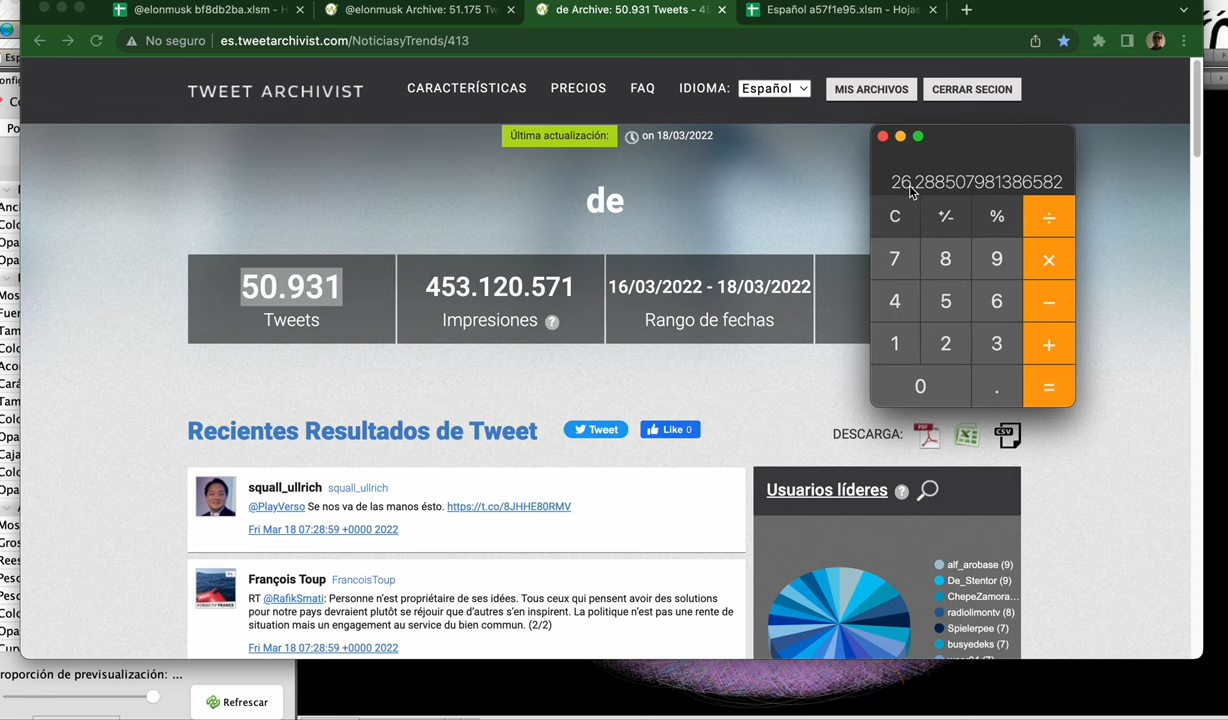 @elonmusk bf8db2ba.xlsm - H
@elonmusk Archive: 51.175 Tw
de Archive: 50.931 Tweets - 4
Español a57f1e95.xlsm - Hojas
No seguro
es.tweetarchivist.com/NoticiasyTrends/413
TWEET ARCHIVIST
CARACTERÍSTICAS
PRECIOS
FAQ
IDIOMA:
Español
MIS ARCHIVOS
CERRAR SECION
Última actualización:
on 18/03/2022
de
50.931
Tweets
453.120.571
Impresiones ?
16/03/2022 - 18/03/2022
Rango de fechas
26.288507981386582
C +/- % ÷
7 8 9 ×
4 5 6 −
1 2 3 +
0 . =
Recientes Resultados de Tweet
Tweet
Like 0
DESCARGA:
PDF
CSV
squall_ullrich squall_ullrich
@PlayVerso Se nos va de las manos ésto. https://t.co/8JHHE80RMV
Fri Mar 18 07:28:59 +0000 2022
François Toup FrancoisToup
RT @RafikSmati: Personne n’est propriétaire de ses idées. Tous ceux qui pensent avoir des solutions
pour notre pays devraient plutôt se réjouir que d’autres s’en inspirent. La politique n’est pas une rente de
situation mais un engagement au service du bien commun. (2/2)
Fri Mar 18 07:28:59 +0000 2022
Usuarios líderes ?
alf_arobase (9)
De_Stentor (9)
ChepeZamora...
radiolimontv (8)
Spielerpee (7)
busyedeks (7)
roporción de previsualización: ...
Refrescar